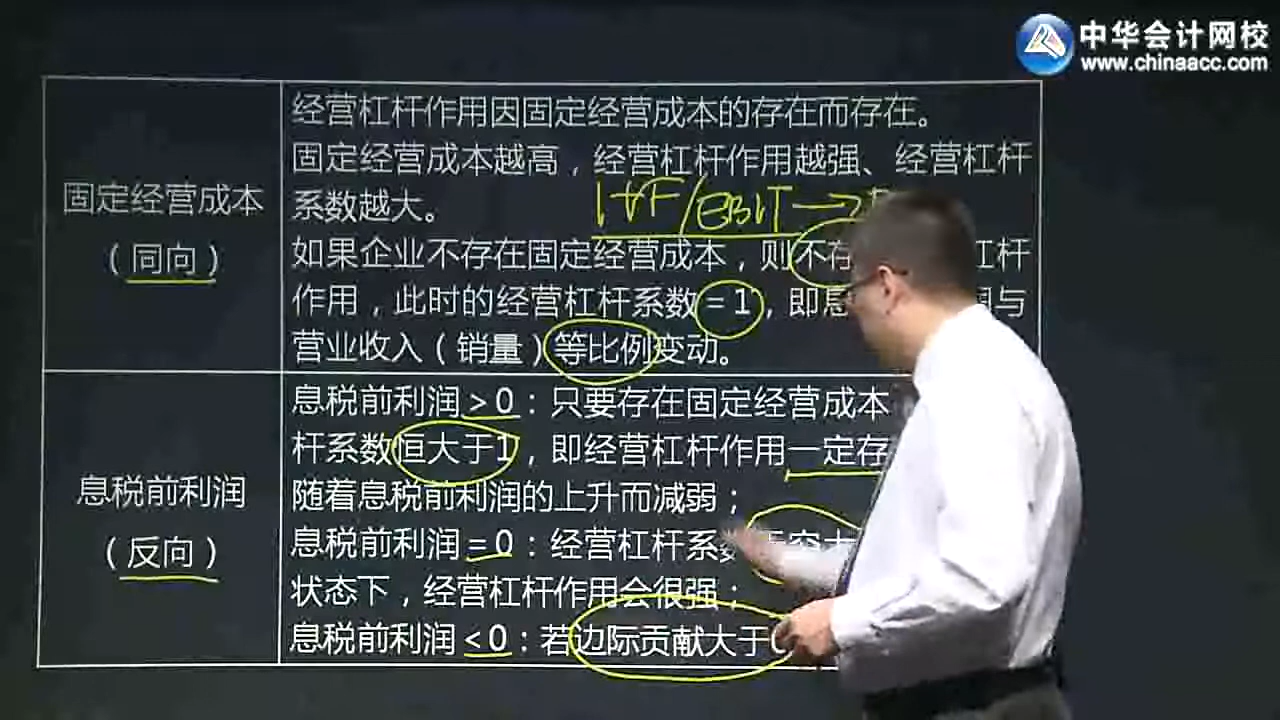 中华会计网校
www.chinaacc.com
经营杠杆作用因固定经营成本的存在而存在。
固定经营成本越高，经营杠杆作用越强、经营杠杆
系数越大。
1+F/EBIT→
固定经营成本
（同向）
如果企业不存在固定经营成本，则不存 杠杆
作用，此时的经营杠杆系数=1，即息 与
营业收入（销量）等比例变动。
息税前利润
（反向）
息税前利润>0：只要存在固定经营成本
杆系数恒大于1，即经营杠杆作用一定存
随着息税前利润的上升而减弱；
息税前利润=0：经营杠杆系 穷大
状态下，经营杠杆作用会很强；
息税前利润<0：若边际贡献大于0